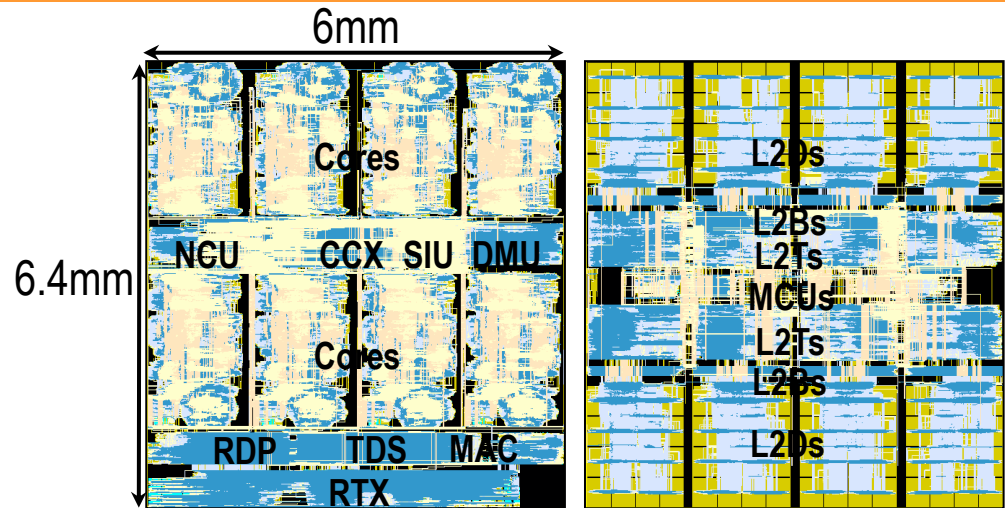 6mm
6.4mm
Cores
NCU CCX SIU DMU
Cores
RDP TDS MAC
RTX
L2Ds
L2Bs
L2Ts
MCUs
L2Ts
L2Bs
L2Ds